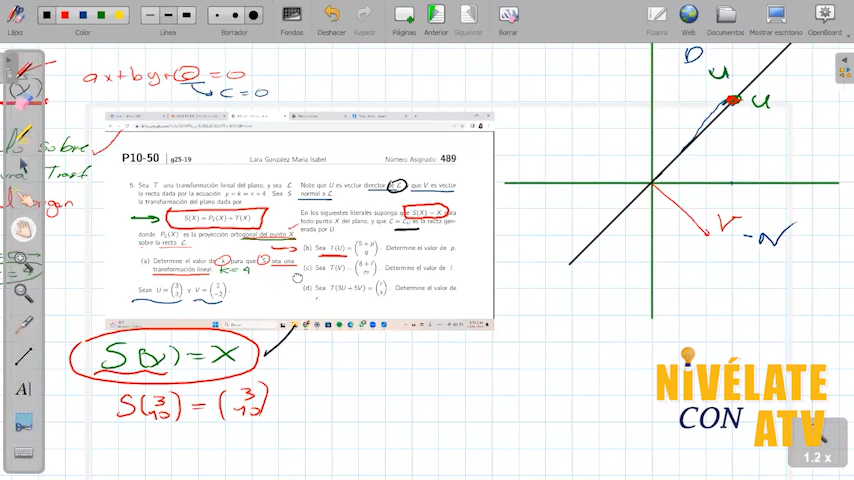 Lápiz
Color
Borrador
Fondos
Deshacer
Repetir
Páginas
Anterior
Siguiente
Borrar
Pizarra
Web
Documentos
Mostrar escritorio
OpenBoard
ax+by+c=0
c=0
lo sobre
Trasf
P10-50
g25-19
Lara Gonzalez Maria Isabel
Número Asignado 489
5. Sea T una transformación lineal del plano, y sea ℒ
la recta dada por la ecuación y + k = x + 4. Sea S
la transformación del plano dada por
S(X) = Pℒ(X) + T(X)
donde Pℒ(X) es la proyección ortogonal del punto X
sobre la recta ℒ.
(a) Determine el valor de k para que S sea una
transformación lineal.
k=4
Sean U = (3 3) y V = (2 −2).
Note que U es vector director de ℒ, que V es vector
normal a ℒ.
En los siguientes literales suponga que S(X) = X para
todo punto X del plano, y que ℒ = ℒU es la recta
generada por U.
(b) Sea T(U) = (5 + p q). Determine el valor de p.
(c) Sea T(V) = (8 + l m). Determine el valor de l.
(d) Sea T(3U + 5V) = (r s). Determine el valor de
r.
S(x) = X
S(3 10) = (3 10)
D
U
U
V
-N
NIVÉLATE
CON
ATV
1.2 x